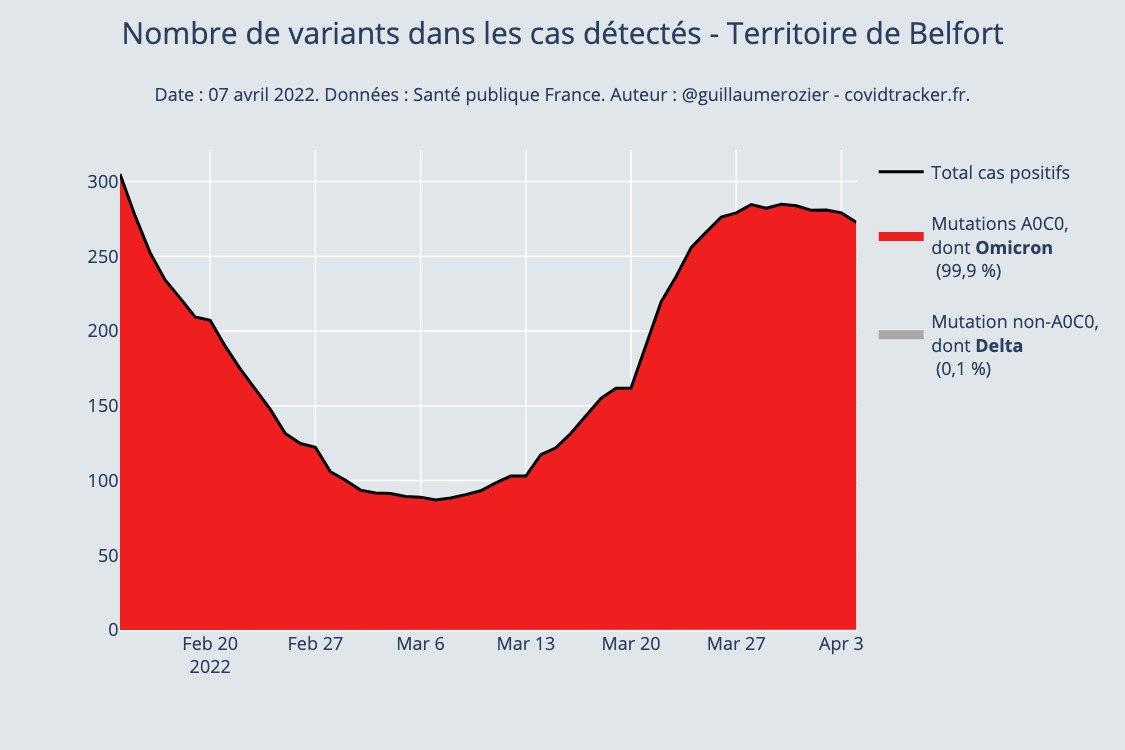 Nombre de variants dans les cas détectés - Territoire de Belfort
Date : 07 avril 2022. Données : Santé publique France. Auteur : @guillaumerozier - covidtracker.fr.
300
250
200
150
100
50
0
Feb 20
2022
Feb 27
Mar 6
Mar 13
Mar 20
Mar 27
Apr 3
Total cas positifs
Mutations A0C0,
dont Omicron
(99,9 %)
Mutation non-A0C0,
dont Delta
(0,1 %)